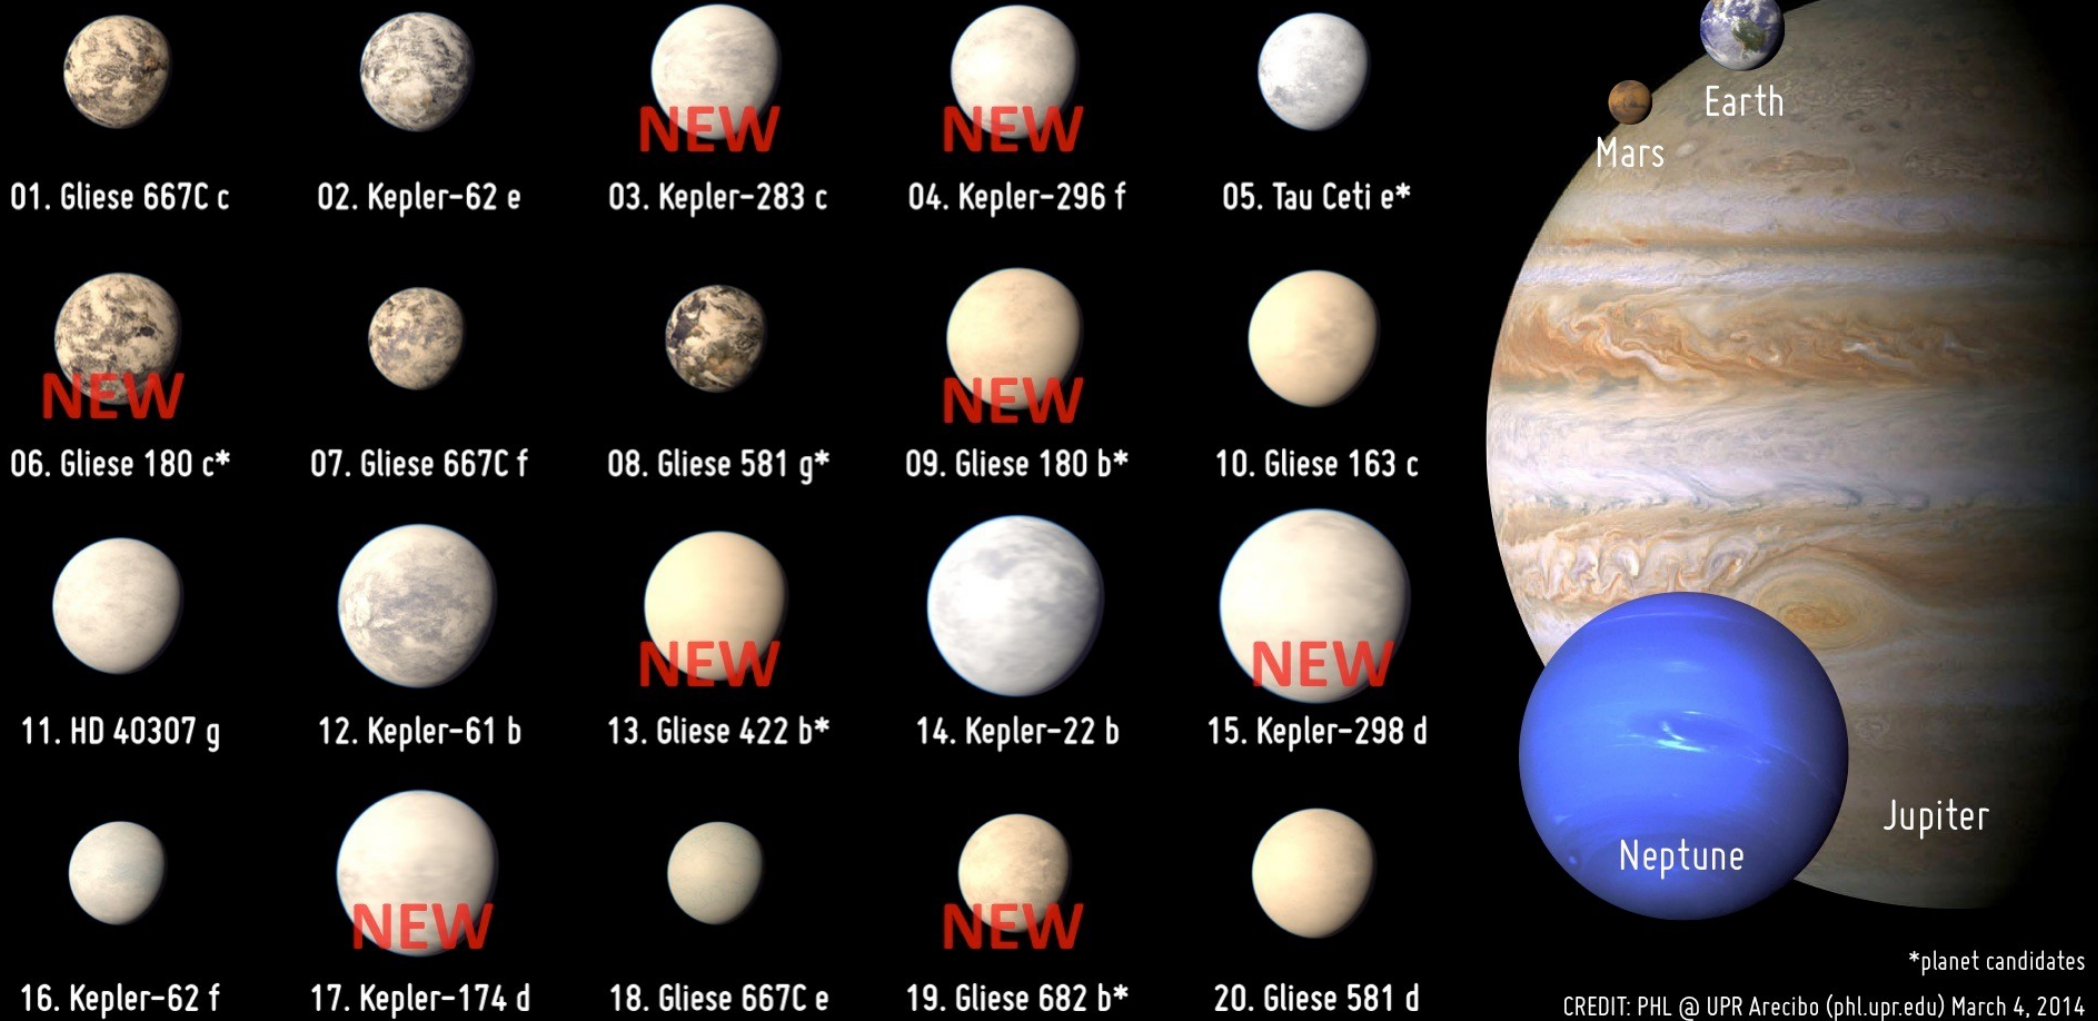 NEW
NEW
01. Gliese 667C c
02. Kepler-62 e
03. Kepler-283 c
04. Kepler-296 f
05. Tau Ceti e*
NEW
NEW
06. Gliese 180 c*
07. Gliese 667C f
08. Gliese 581 g*
09. Gliese 180 b*
10. Gliese 163 c
NEW
NEW
11. HD 40307 g
12. Kepler-61 b
13. Gliese 422 b*
14. Kepler-22 b
15. Kepler-298 d
NEW
NEW
16. Kepler-62 f
17. Kepler-174 d
18. Gliese 667C e
19. Gliese 682 b*
20. Gliese 581 d
Earth
Mars
Jupiter
Neptune
*planet candidates
CREDIT: PHL @ UPR Arecibo (phl.upr.edu) March 4, 2014